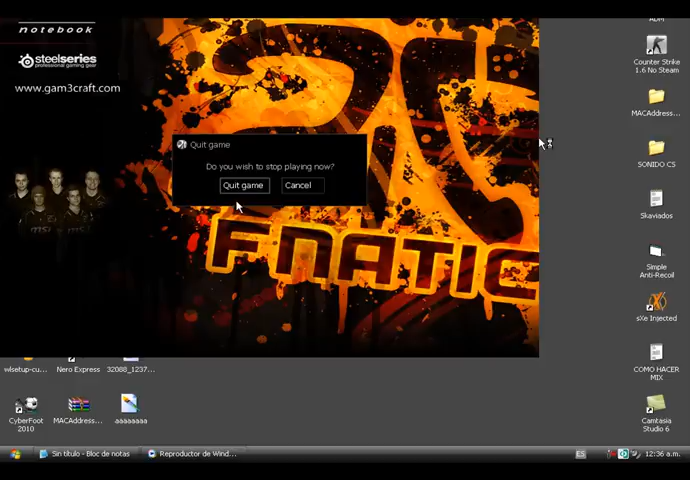 notebook
steelseries
professional gaming gear
www.gam3craft.com
Quit game
Do you wish to stop playing now?
Quit game
Cancel
FNATIC
Counter Strike
1.6 No Steam
MACAddress...
SONIDO CS
Skaviados
Simple
Anti-Recoil
sXe Injected
COMO HACER
MIX
Camtasia
Studio 6
wlsetup-cu...
Nero Express
32088_1237...
CyberFoot
2010
MACAddress...
aaaaaaaa
Sin título - Bloc de notas
Reproductor de Wind...
ES
12:36 a.m.